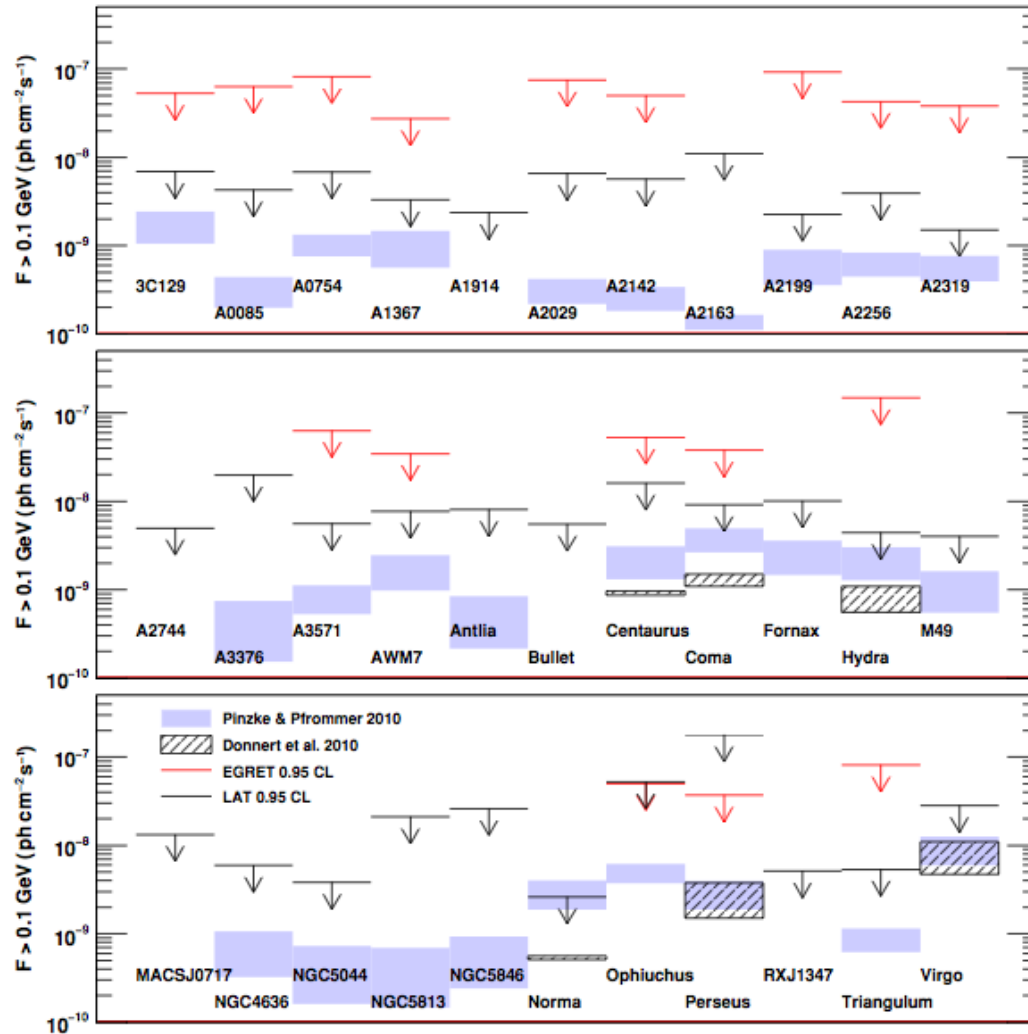 F > 0.1 GeV (ph cm⁻² s⁻¹)
10⁻⁷
10⁻⁸
10⁻⁹
10⁻¹⁰
3C129 A0754 A1914 A2142 A2199 A2319
A0085 A1367 A2029 A2163 A2256
F > 0.1 GeV (ph cm⁻² s⁻¹)
10⁻⁷
10⁻⁸
10⁻⁹
10⁻¹⁰
A2744 A3571 Antlia Centaurus Fornax M49
A3376 AWM7 Bullet Coma Hydra
F > 0.1 GeV (ph cm⁻² s⁻¹)
10⁻⁷
10⁻⁸
10⁻⁹
10⁻¹⁰
Pinzke & Pfrommer 2010
Donnert et al. 2010
EGRET 0.95 CL
LAT 0.95 CL
MACSJ0717 NGC5044 NGC5846 Ophiuchus RXJ1347 Virgo
NGC4636 NGC5813 Norma Perseus Triangulum